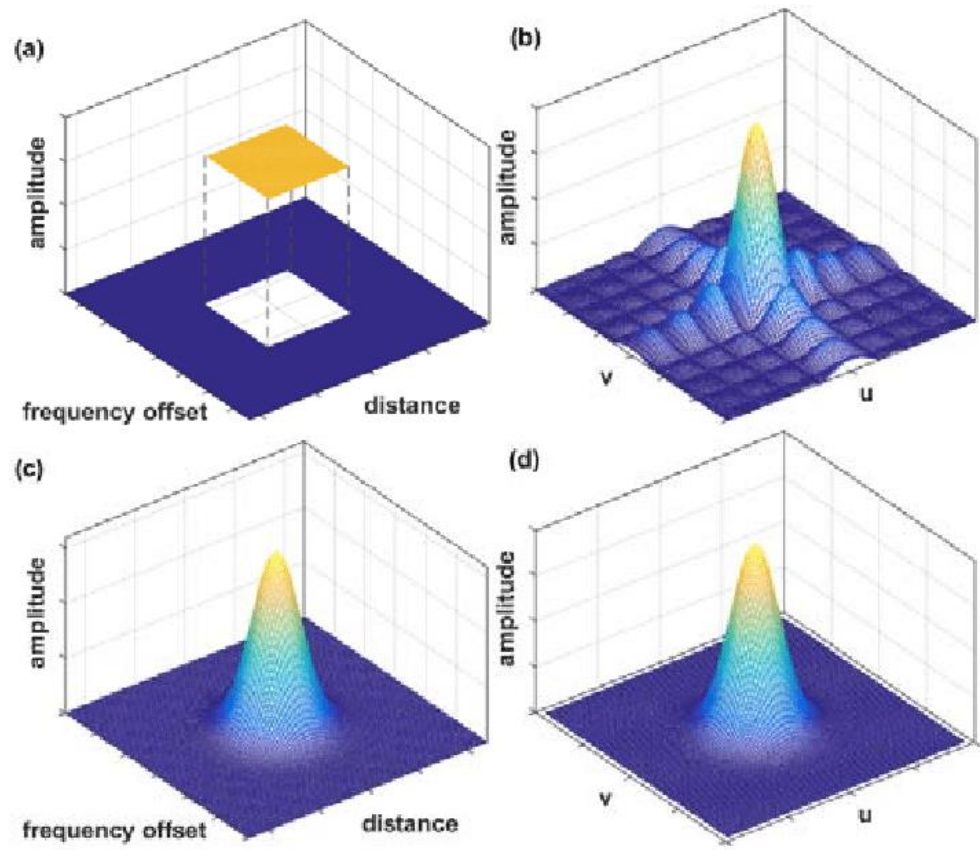 (a)
amplitude
frequency offset
distance
(b)
amplitude
v
u
(c)
amplitude
frequency offset
distance
(d)
amplitude
v
u